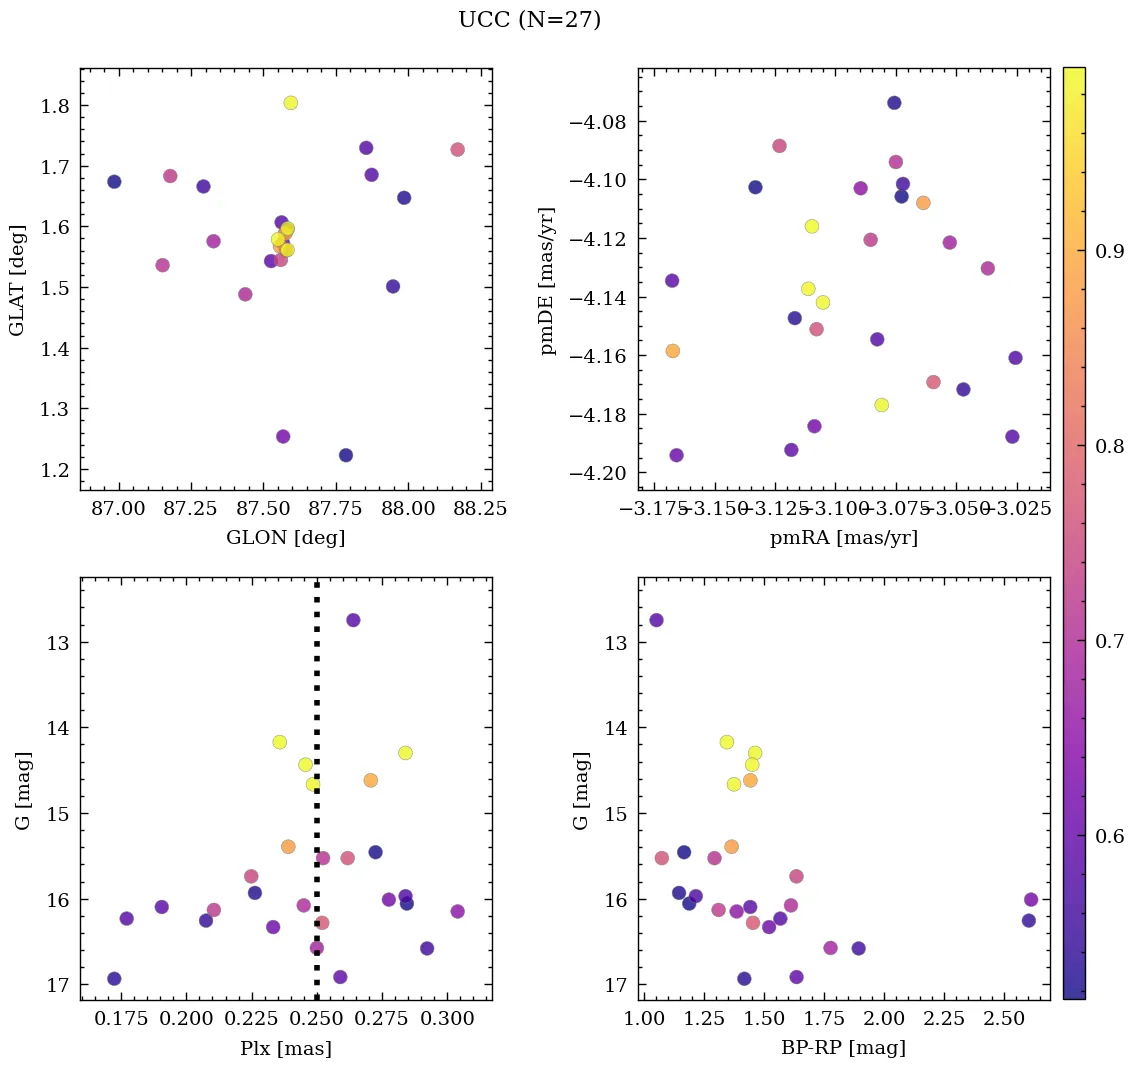 UCC (N=27)
1.8
1.7
1.6
1.5
1.4
1.3
1.2
GLAT [deg]
87.00 87.25 87.50 87.75 88.00 88.25
GLON [deg]
−4.08
−4.10
−4.12
−4.14
−4.16
−4.18
−4.20
pmDE [mas/yr]
−3.175 −3.150 −3.125 −3.100 −3.075 −3.050 −3.025
pmRA [mas/yr]
13
14
15
16
17
G [mag]
0.175 0.200 0.225 0.250 0.275 0.300
Plx [mas]
13
14
15
16
17
G [mag]
1.00 1.25 1.50 1.75 2.00 2.25 2.50
BP-RP [mag]
0.9
0.8
0.7
0.6